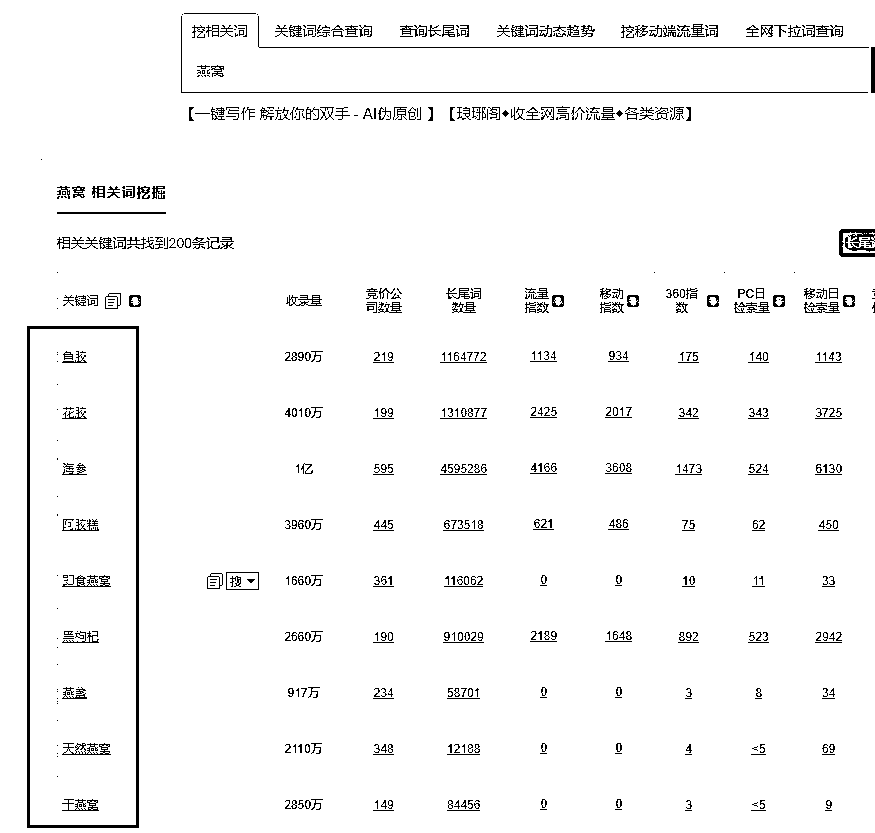 挖相关词 关键词综合查询 查询长尾词 关键词动态趋势 挖移动端流量词 全网下拉词查询
燕窝
【一键写作 解放你的双手 - AI伪原创 】【琅琊阁◆收全网高价流量◆各类资源】
燕窝 相关词挖掘
相关关键词共找到200条记录
长尾
关键词 收录量 竞价公司数量 长尾词数量 流量指数 移动指数 360指数 PC日检索量 移动日检索量
鱼胶 2890万 219 1164772 1134 934 175 140 1143
花胶 4010万 199 1310877 2425 2017 342 343 3725
海参 1亿 595 4595286 4166 3608 1473 524 6130
阿胶糕 3960万 445 673518 621 486 75 62 450
即食燕窝 搜 1660万 361 116062 0 0 10 11 33
黑枸杞 2660万 190 910029 2189 1648 892 523 2942
燕盏 917万 234 58701 0 0 3 8 34
天然燕窝 2110万 348 12188 0 0 4 <5 69
干燕窝 2850万 149 84456 0 0 3 <5 9